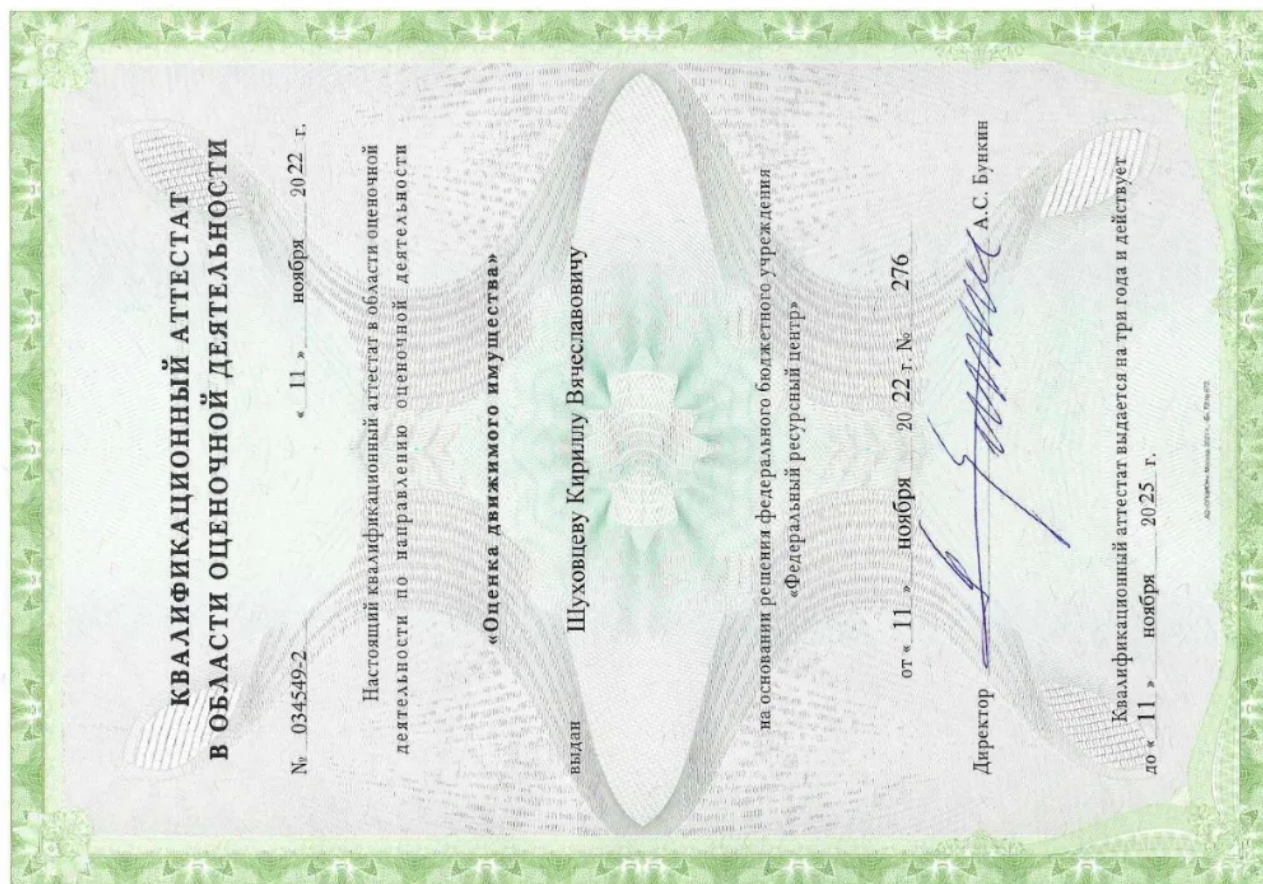 КВАЛИФИКАЦИОННЫЙ АТТЕСТАТ
В ОБЛАСТИ ОЦЕНОЧНОЙ ДЕЯТЕЛЬНОСТИ
№ 034549-2 « 11 » ноября 2022 г.
Настоящий квалификационный аттестат в области оценочной
деятельности по направлению оценочной деятельности
«Оценка движимого имущества»
выдан Шуховцеву Кириллу Вячеславовичу
на основании решения федерального бюджетного учреждения
«Федеральный ресурсный центр»
от « 11 » ноября 20 22 г. № 276
Директор А.С. Бункин
Квалификационный аттестат выдается на три года и действует
до « 11 » ноября 2025 г.